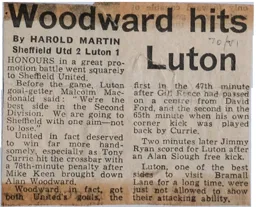 Woodward hits
Luton
70/71
By HAROLD MARTIN
Sheffield Utd 2 Luton 1
HONOURS in a great pro-
motion battle went squarely
to Sheffield United.
Before the game, Luton
goal-getter Malcolm Mac-
donald said: "We're the
best side in the Second
Division. We are going to
Sheffield with one aim—not
to lose."
United in fact deserved
to win far more hand-
somely, especially as Tony
Currie hit the crossbar with
a 78th-minute penalty after
Mike Keen brought down
Alan Woodward.
Woodward, in fact, got
both United's goals, the
first in the 47th minute
after Gil Reece had passed
on a centre from David
Ford, and the second in the
65th minute when his own
corner kick was played
back by Currie.
Two minutes later Jimmy
Ryan scored for Luton after
an Alan Slough free kick.
Luton, one of the best
sides to visit Bramall
Lane for a long time, were
just not allowed to show
their attacking ability.